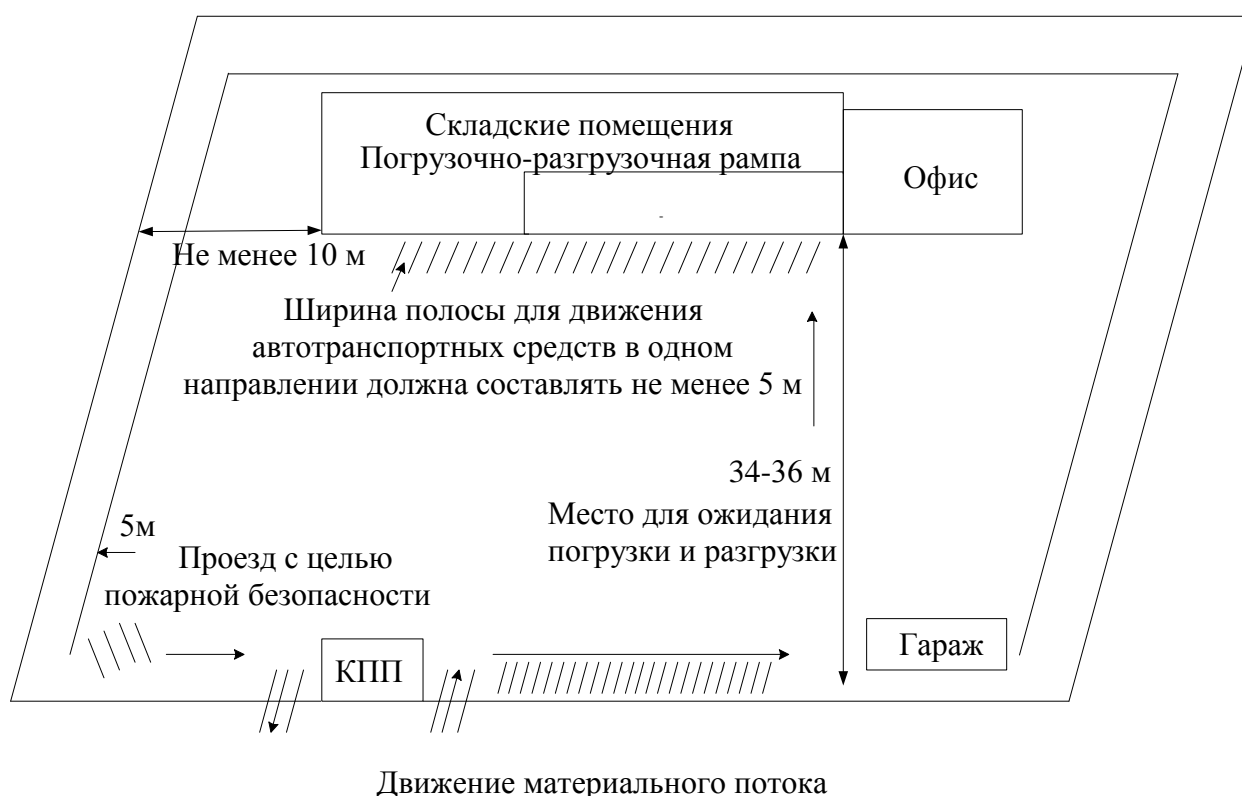 Складские помещения
Погрузочно-разгрузочная рампа
Офис
Не менее 10 м
Ширина полосы для движения
автотранспортных средств в одном
направлении должна составлять не менее 5 м
34-36 м
Место для ожидания
погрузки и разгрузки
5м
Проезд с целью
пожарной безопасности
КПП
Гараж
Движение материального потока